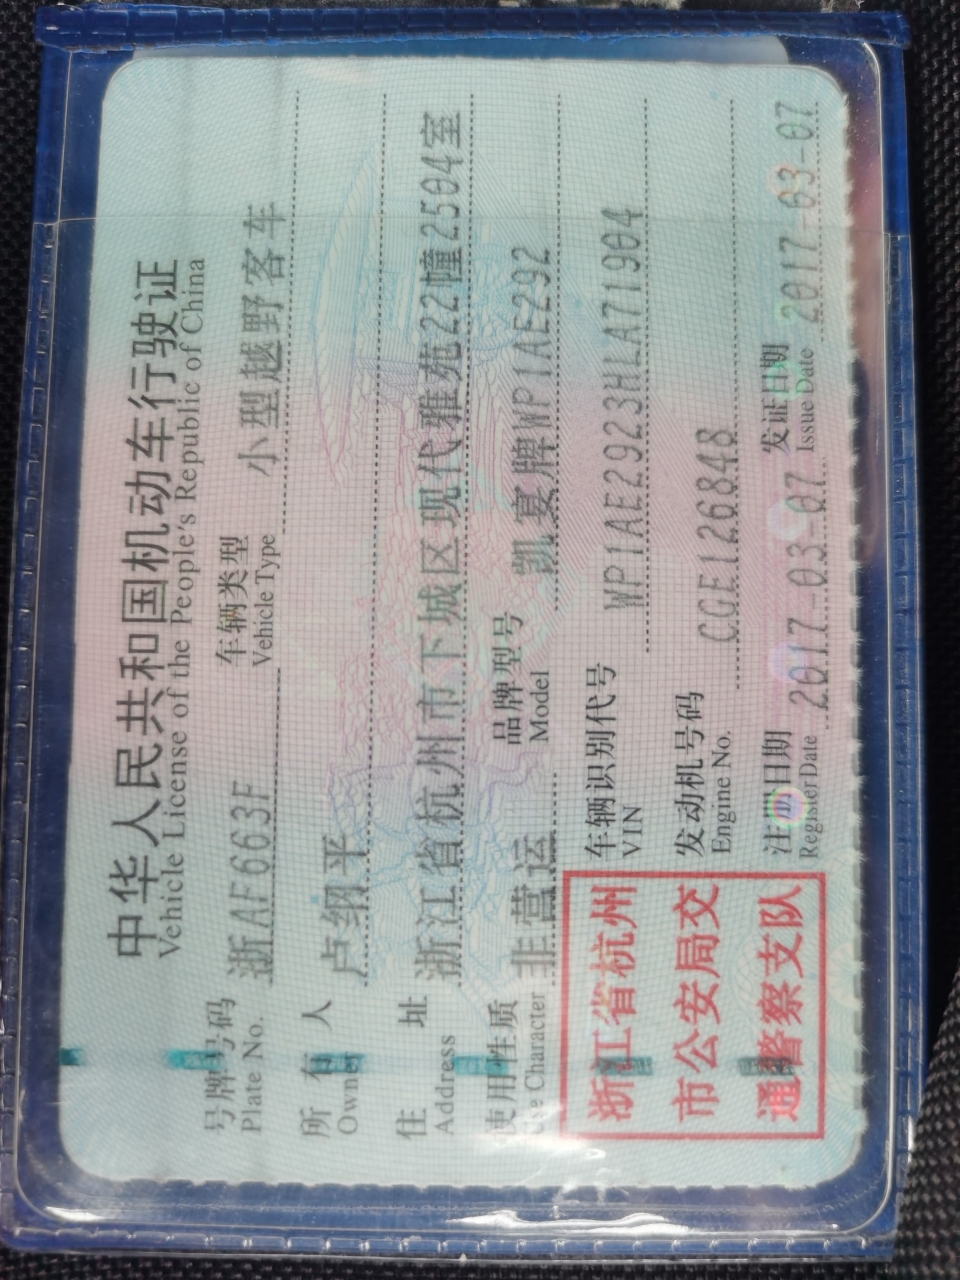 中华人民共和国机动车行驶证
Vehicle License of the People's Republic of China
号牌号码 浙AF663F 车辆类型 小型越野客车
Plate No. Vehicle Type
所有人 卢纲平
Owner
住址 浙江省杭州市下城区现代雅苑22幢2504室
Address
使用性质 非营运 品牌型号 凯宴牌WP1AE292
Use Character Model
浙江省杭州
市公安局交
通警察支队
车辆识别代号 WP1AE2923HLA71904
VIN
发动机号码 CGE126848
Engine No.
注册日期 2017-03-07 发证日期 2017-03-07
Register Date Issue Date